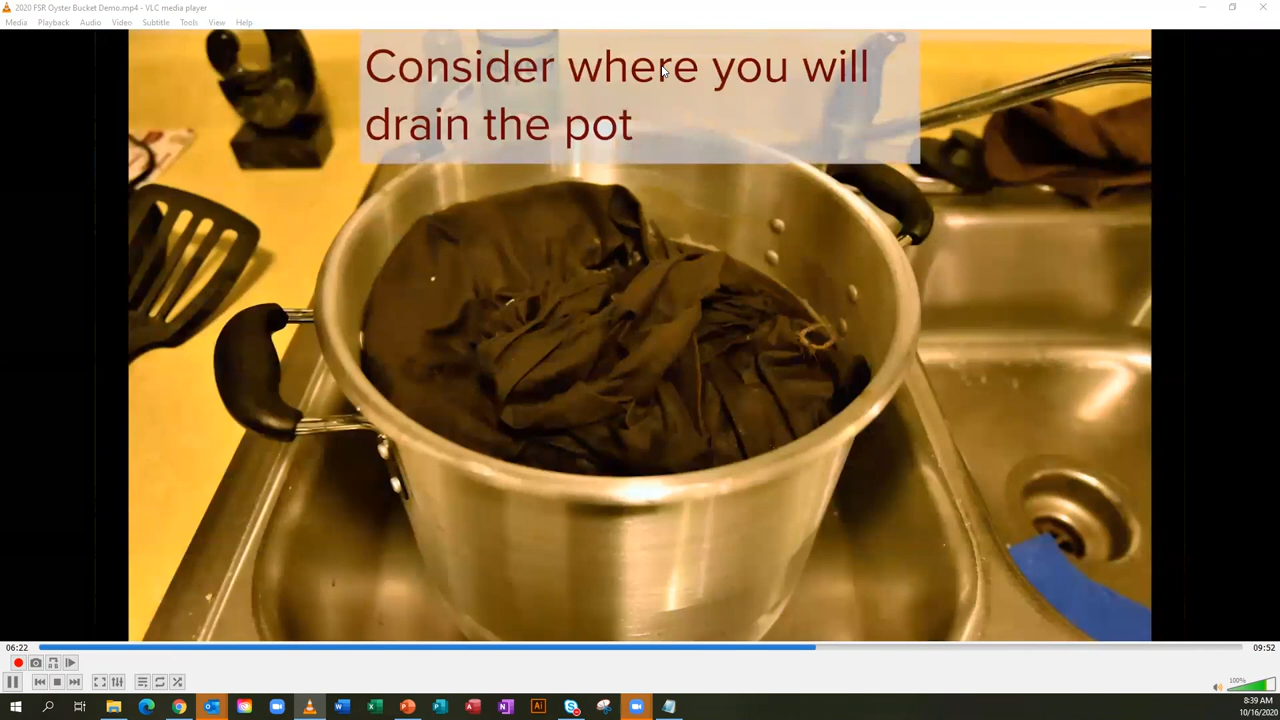 2020 FSR Oyster Bucket Demo.mp4 - VLC media player
Media Playback Audio Video Subtitle Tools View Help
Consider where you will
drain the pot
06:22
09:52
100%
8:39 AM
10/16/2020